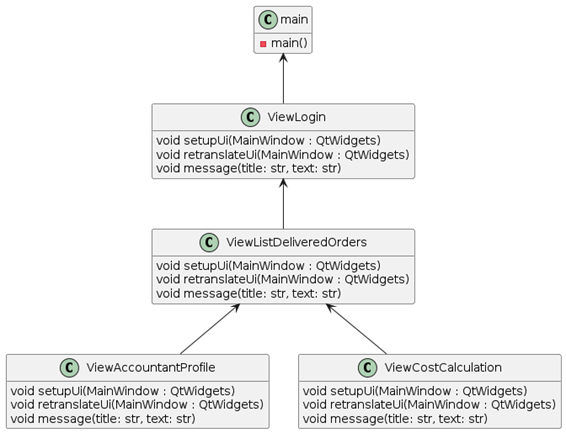 C main
main()
C ViewLogin
void setupUi(MainWindow : QtWidgets)
void retranslateUi(MainWindow : QtWidgets)
void message(title: str, text: str)
C ViewListDeliveredOrders
void setupUi(MainWindow : QtWidgets)
void retranslateUi(MainWindow : QtWidgets)
void message(title: str, text: str)
C ViewAccountantProfile
void setupUi(MainWindow : QtWidgets)
void retranslateUi(MainWindow : QtWidgets)
void message(title: str, text: str)
C ViewCostCalculation
void setupUi(MainWindow : QtWidgets)
void retranslateUi(MainWindow : QtWidgets)
void message(title: str, text: str)